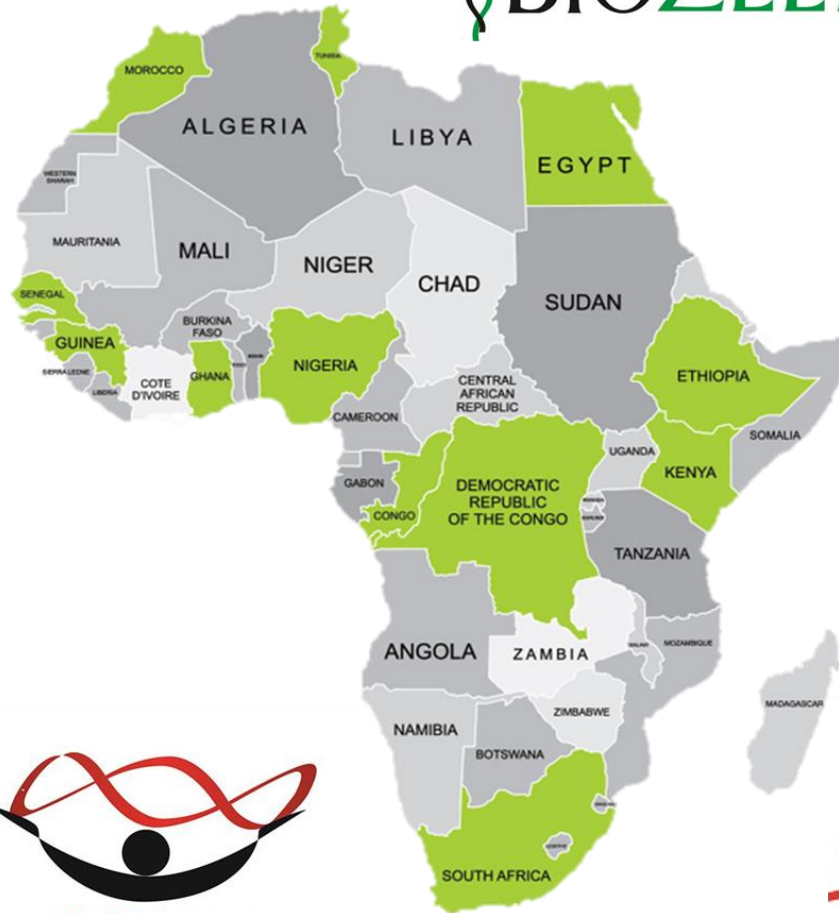 MOROCCO
TUNISIA
ALGERIA
LIBYA
EGYPT
WESTERN
SHARAH
MAURITANIA
MALI
NIGER
CHAD
SUDAN
SENEGAL
GUINEA
BURKINA
FASO
SIERRA LEONE
LIBERIA
COTE
D'IVOIRE
GHANA
NIGERIA
CENTRAL
AFRICAN
REPUBLIC
CAMEROON
ETHIOPIA
SOMALIA
UGANDA
KENYA
GABON
CONGO
DEMOCRATIC
REPUBLIC
OF THE CONGO
TANZANIA
ANGOLA
ZAMBIA
MOZAMBIQUE
NAMIBIA
ZIMBABWE
BOTSWANA
MADAGASCAR
SOUTH AFRICA